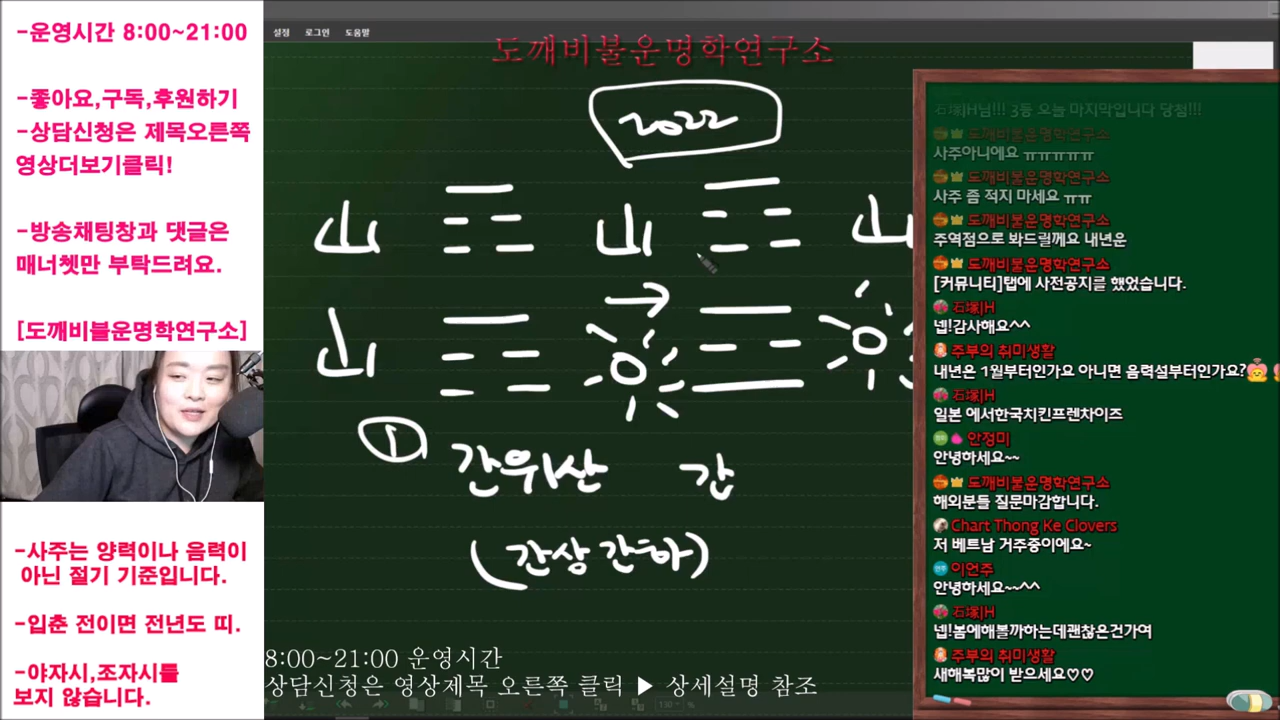 -운영시간 8:00~21:00
-좋아요,구독,후원하기
-상담신청은 제목오른쪽
영상더보기클릭!
-방송채팅창과 댓글은
매너쳇만 부탁드려요.
[도깨비불운명학연구소]
-사주는 양력이나 음력이
아닌 절기 기준입니다.
-입춘 전이면 전년도 띠.
-야자시,조자시를
보지 않습니다.
설정 로그인 도움말
도깨비불운명학연구소
2022
山 山 山
山
① 간위산 간
(간상간하)
8:00~21:00 운영시간
상담신청은 영상제목 오른쪽 클릭 ▶ 상세설명 참조
130 %
石塚|H님!!! 3등 오늘 마지막입니다 당첨!!!
도깨비불운명학연구소
사주아니에요 ㅠㅠㅠㅠㅠ
도깨비불운명학연구소
사주 좀 적지 마세요 ㅠㅠ
도깨비불운명학연구소
주역점으로 봐드릴께요 내년운
도깨비불운명학연구소
[커뮤니티]탭에 사전공지를 했었습니다.
石塚|H
넵!감사해요^^
주부의 취미생활
내년은 1월부터인가요 아니면 음력설부터인가요?
石塚|H
일본 에서한국치킨프렌차이즈
안정미
안녕하세요~~
도깨비불운명학연구소
해외분들 질문마감합니다.
Chart Thong Ke Clovers
저 베트남 거주중이에요~
이언주
안녕하세요~~^^
石塚|H
넵!봄에해볼까하는데괜찮은건가여
주부의 취미생활
새해복많이 받으세요♡♡